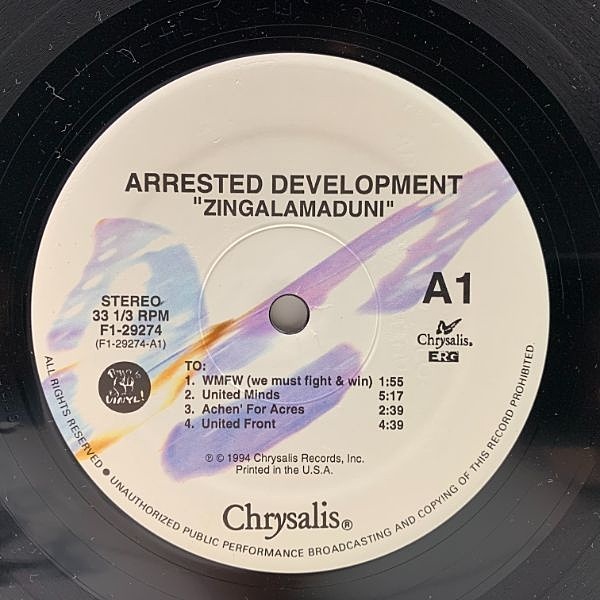 ARRESTED DEVELOPMENT
"ZINGALAMADUNI"
STEREO
33 1/3 RPM
F1-29274
(F1-29274-A1)
A1
Chrysalis®
ERG
VINYL!
TO:
1. WMFW (we must fight & win) 1:55
2. United Minds 5:17
3. Achen' For Acres 2:39
4. United Front 4:39
℗ © 1994 Chrysalis Records, Inc.
Printed in the U.S.A.
Chrysalis®
ALL RIGHTS RESERVED • UNAUTHORIZED PUBLIC PERFORMANCE BROADCASTING AND COPYING OF THIS RECORD PROHIBITED.